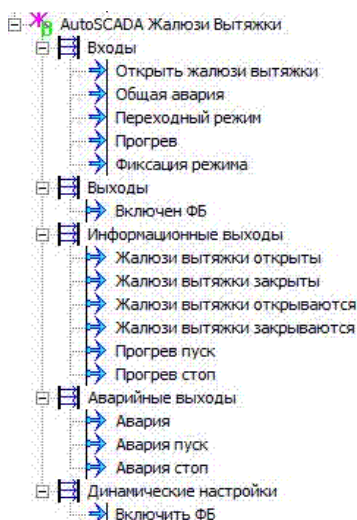 AutoSCADA Жалюзи Вытяжки
Входы
Открыть жалюзи вытяжки
Общая авария
Переходный режим
Прогрев
Фиксация режима
Выходы
Включен ФБ
Информационные выходы
Жалюзи вытяжки открыты
Жалюзи вытяжки закрыты
Жалюзи вытяжки открываются
Жалюзи вытяжки закрываются
Прогрев пуск
Прогрев стоп
Аварийные выходы
Авария
Авария пуск
Авария стоп
Динамические настройки
Включить ФБ